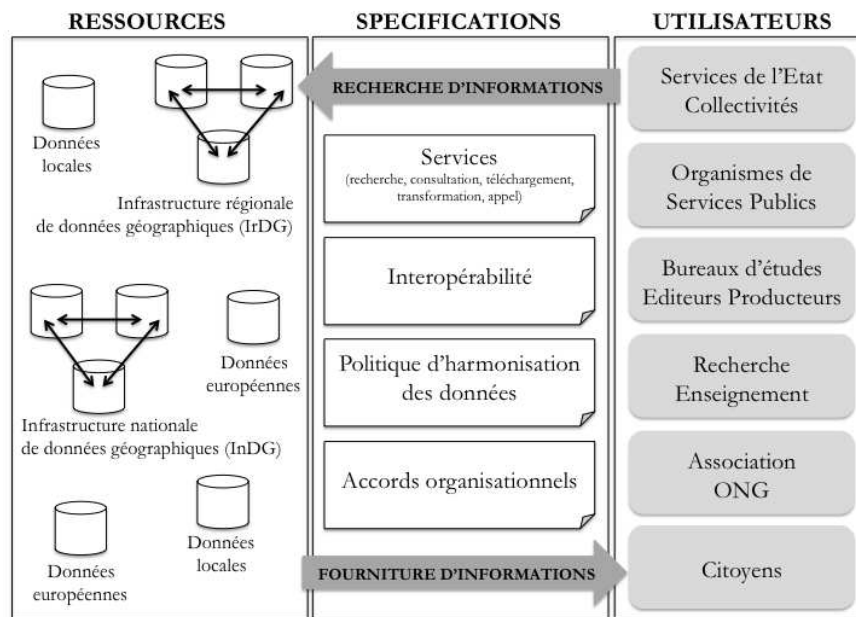 RESSOURCES
Données
locales
Infrastructure régionale
de données géographiques (IrDG)
Données
européennes
Infrastructure nationale
de données géographiques (InDG)
Données
locales
Données
européennes
SPECIFICATIONS
RECHERCHE D'INFORMATIONS
Services
(recherche, consultation, téléchargement,
transformation, appel)
Interopérabilité
Politique d'harmonisation
des données
Accords organisationnels
FOURNITURE D'INFORMATIONS
UTILISATEURS
Services de l'Etat
Collectivités
Organismes de
Services Publics
Bureaux d'études
Editeurs Producteurs
Recherche
Enseignement
Association
ONG
Citoyens